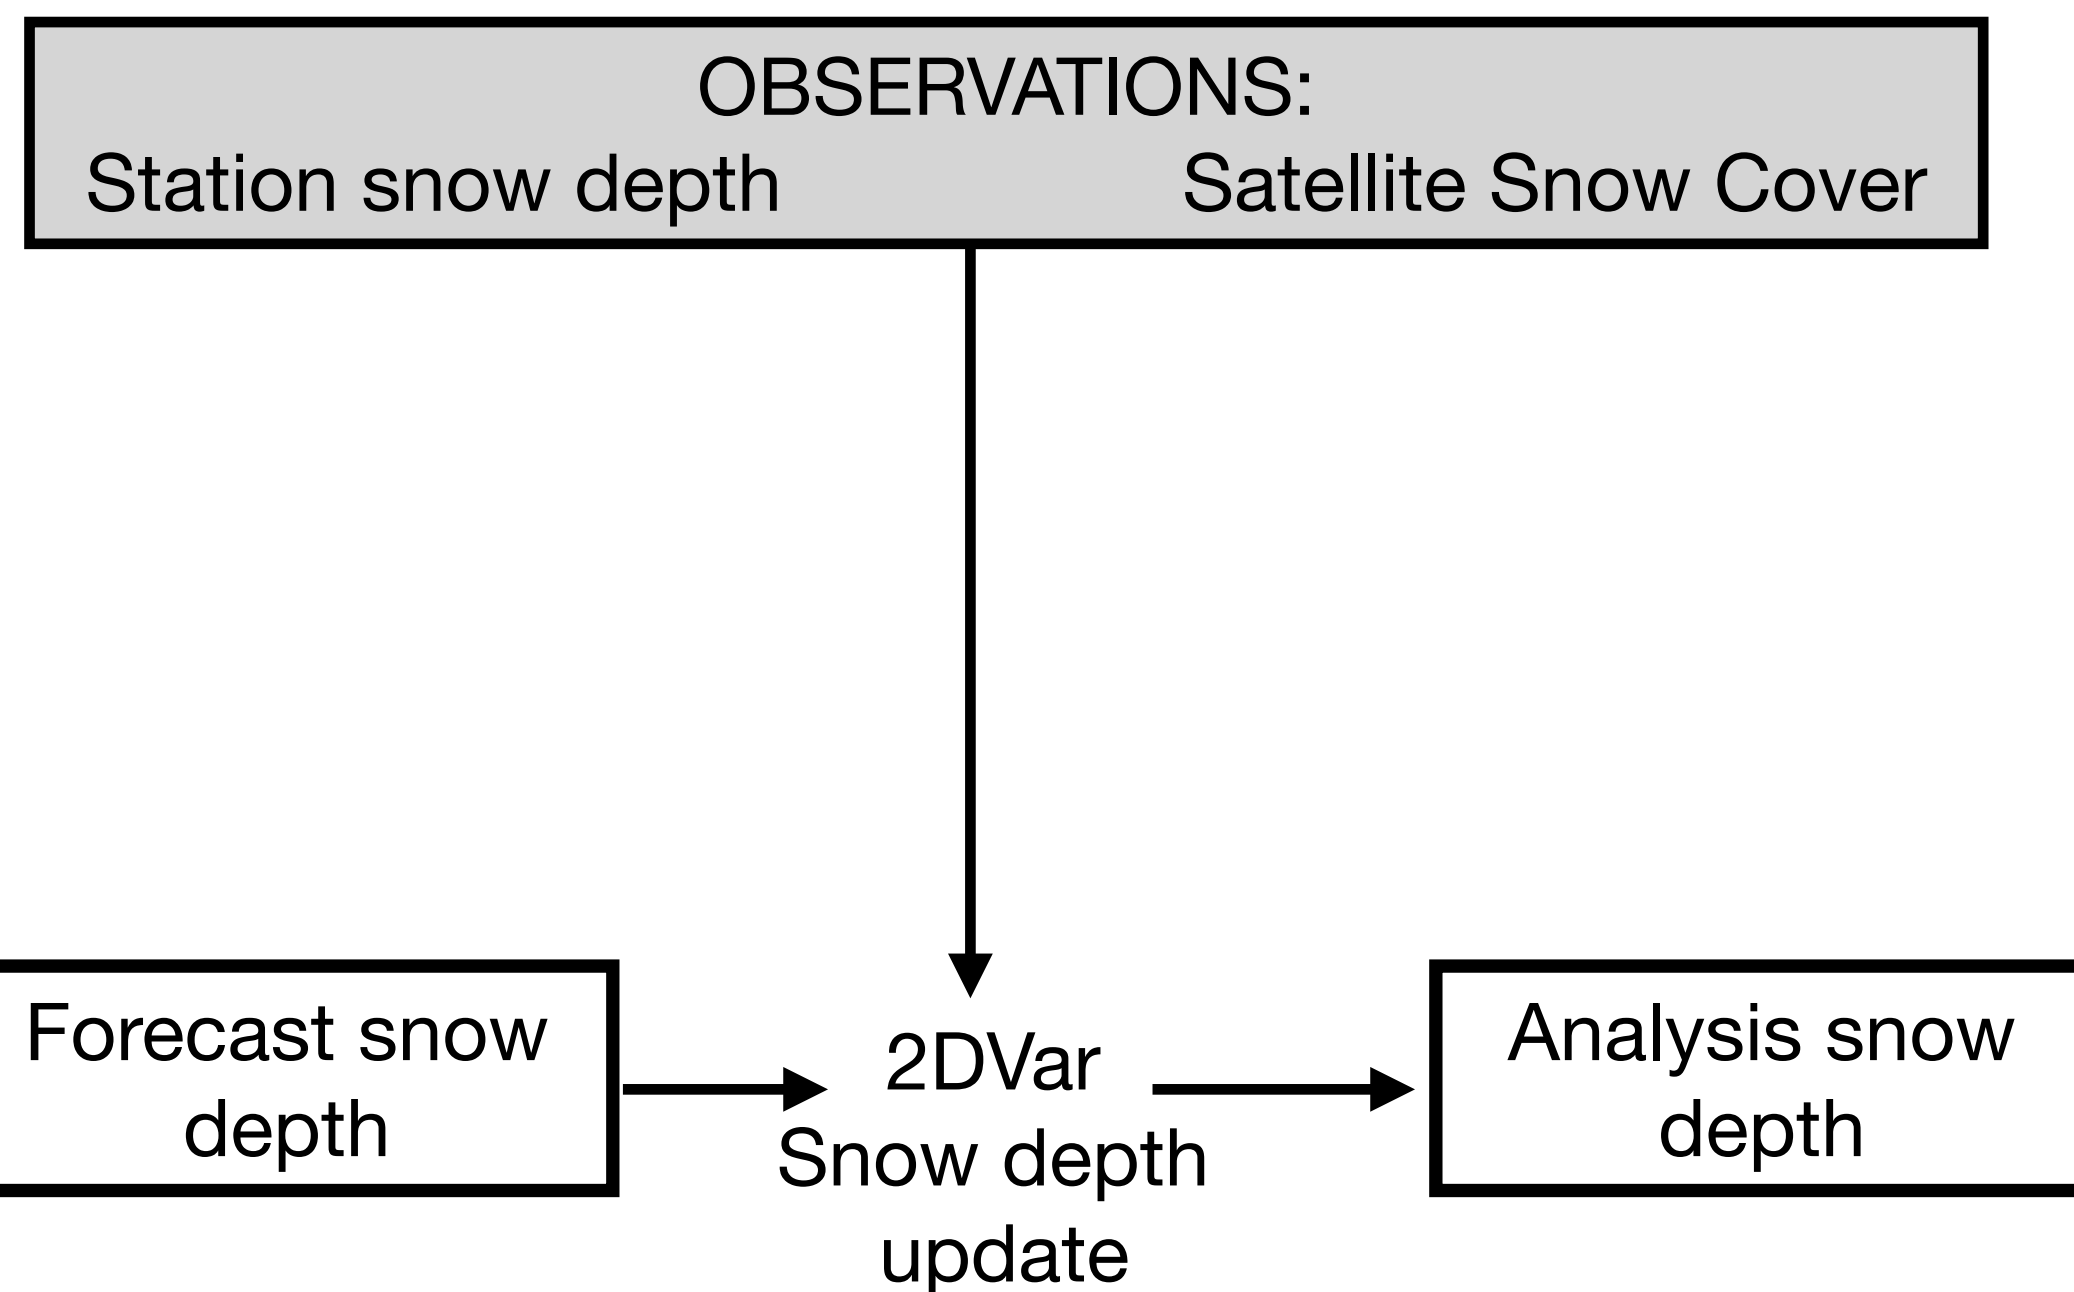 OBSERVATIONS:
Station snow depth Satellite Snow Cover
Forecast snow
depth
2DVar
Snow depth
update
Analysis snow
depth